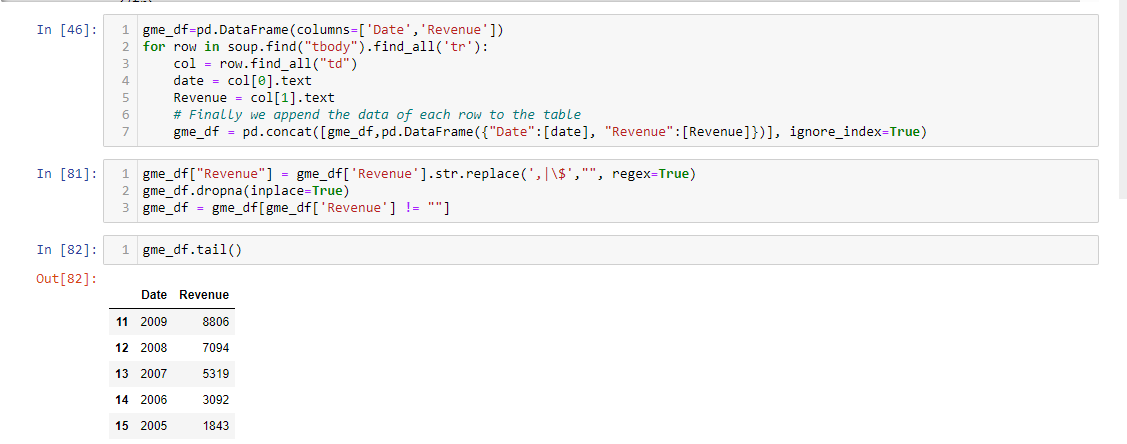 In [46]:
1 gme_df=pd.DataFrame(columns=['Date','Revenue'])
2 for row in soup.find("tbody").find_all('tr'):
3     col = row.find_all("td")
4     date = col[0].text
5     Revenue = col[1].text
6     # Finally we append the data of each row to the table
7     gme_df = pd.concat([gme_df,pd.DataFrame({"Date":[date], "Revenue":[Revenue]})], ignore_index=True)
In [81]:
1 gme_df["Revenue"] = gme_df['Revenue'].str.replace(',|\$',"", regex=True)
2 gme_df.dropna(inplace=True)
3 gme_df = gme_df[gme_df['Revenue'] != ""]
In [82]:
1 gme_df.tail()
Out[82]:
Date Revenue
11 2009 8806
12 2008 7094
13 2007 5319
14 2006 3092
15 2005 1843